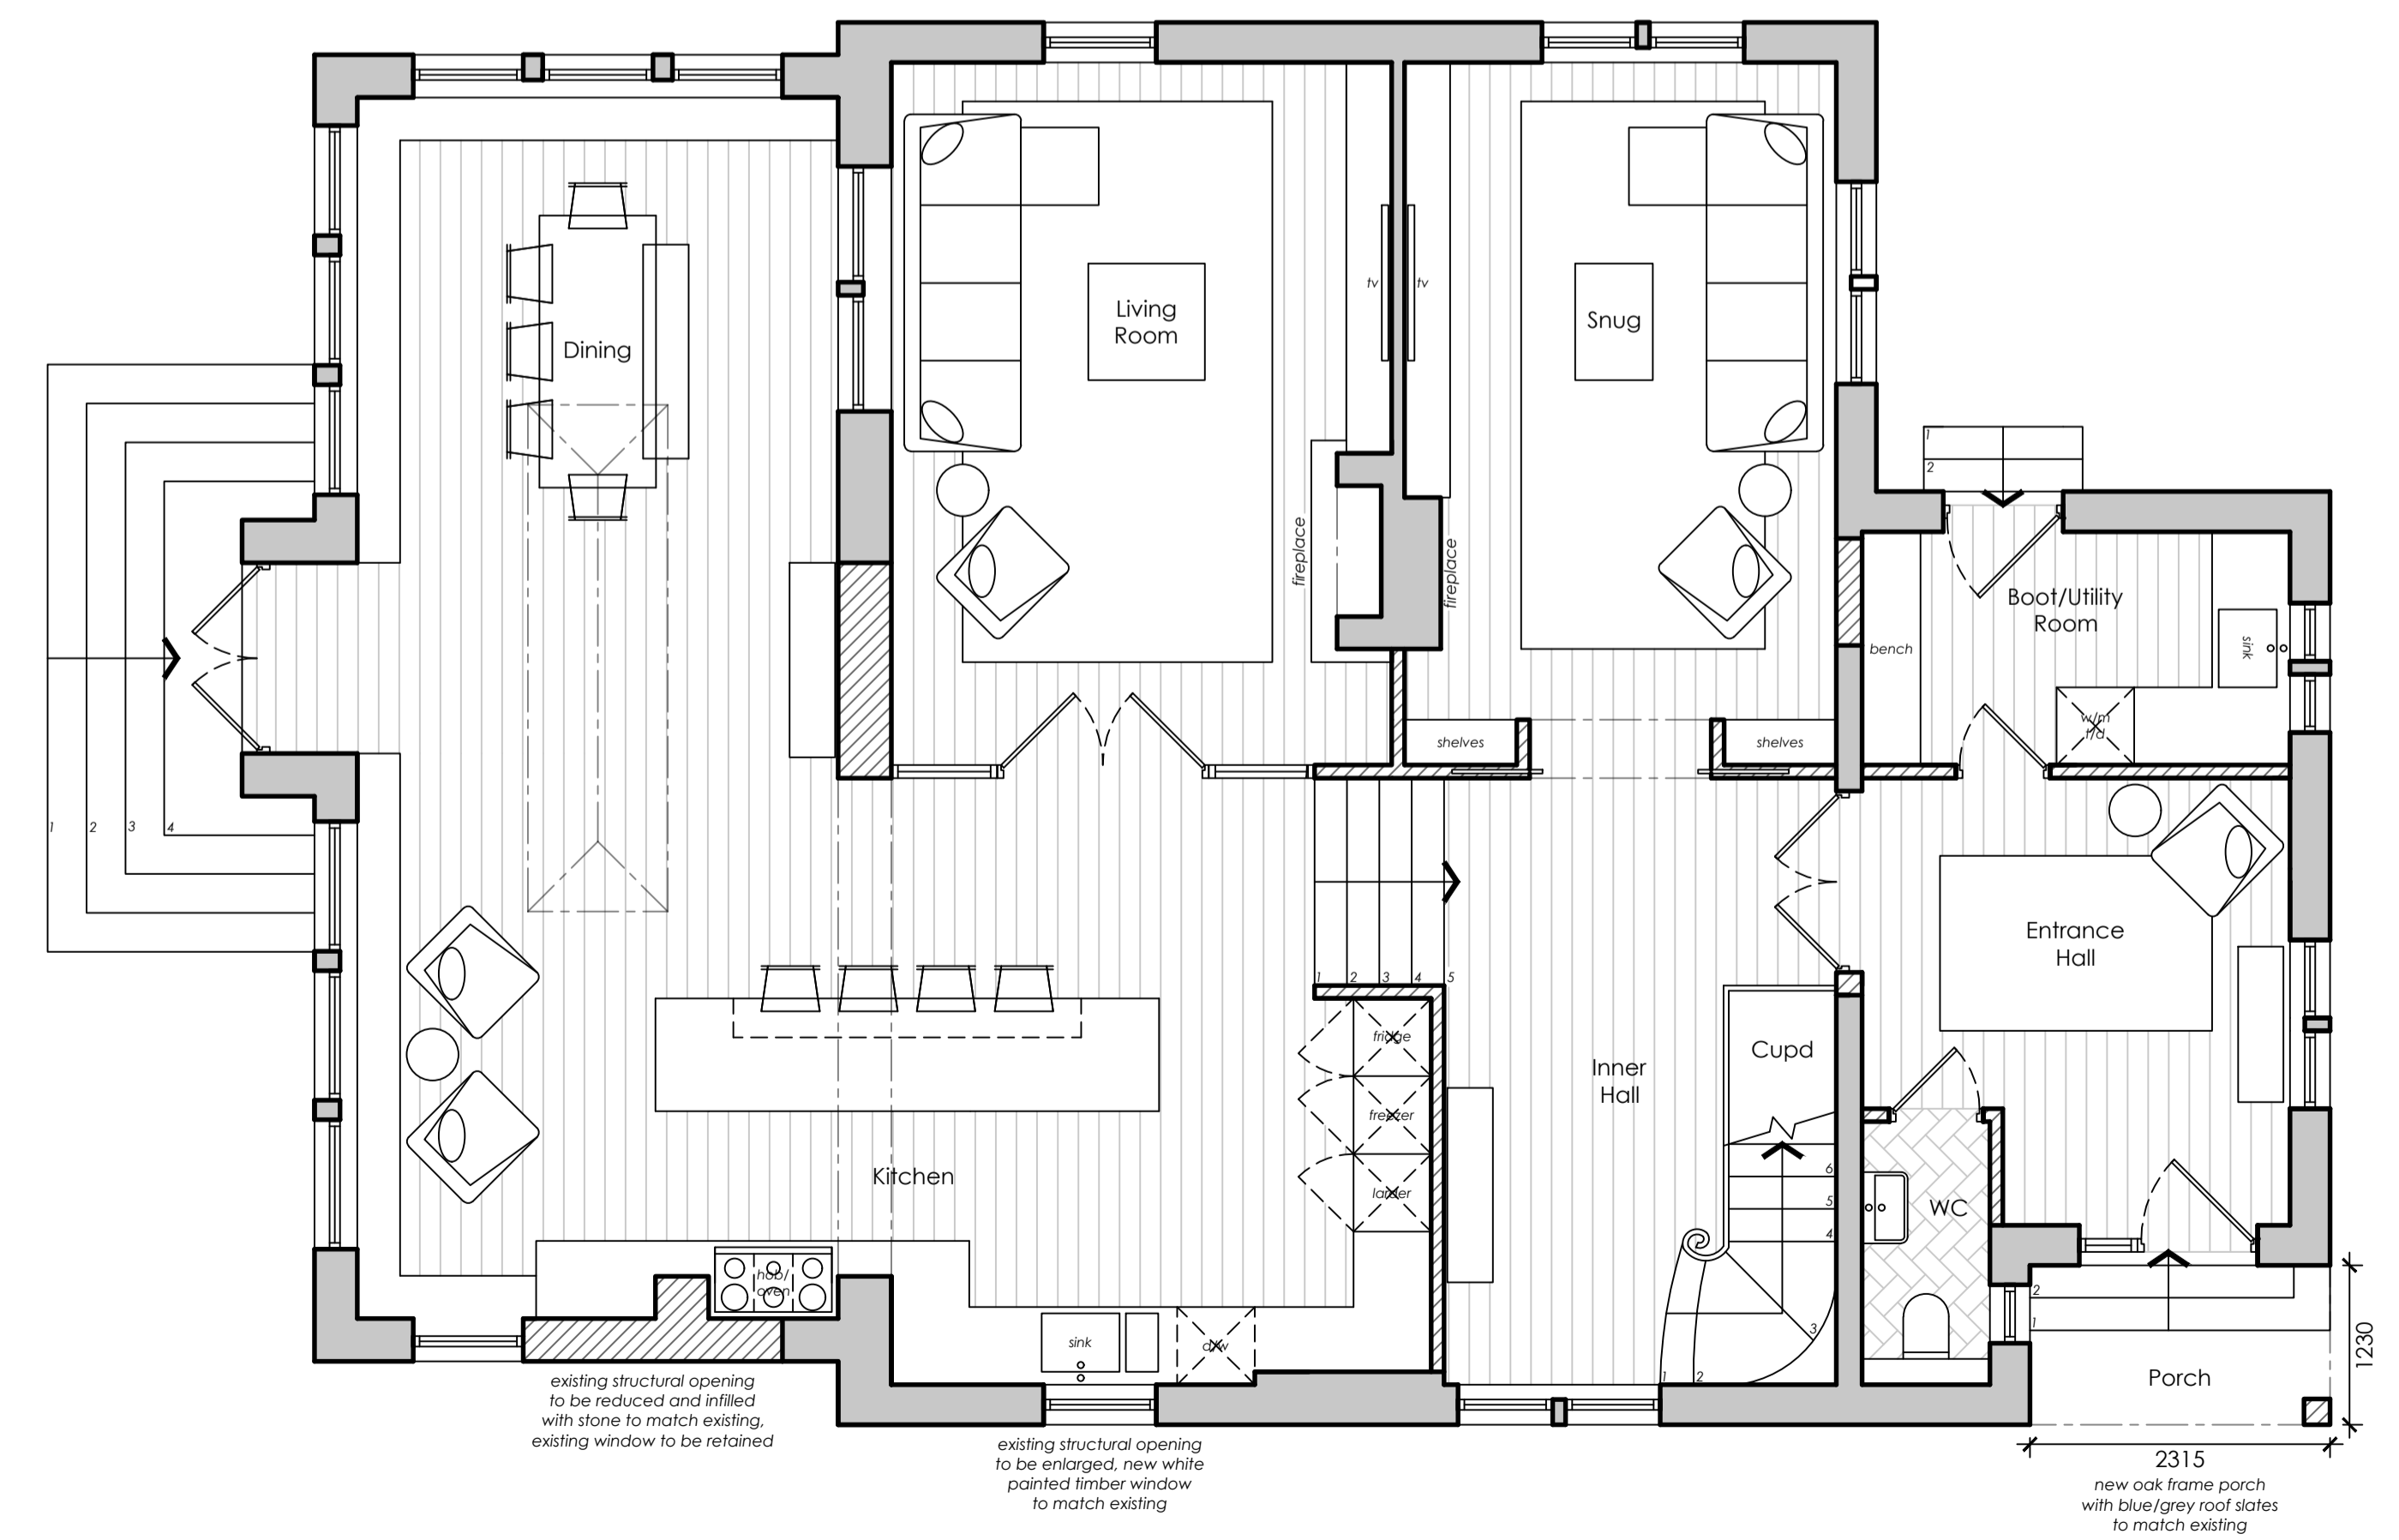 tv
tv
Living
Room
Snug
Dining
1
2
fireplace
fireplace
Boot/Utility
Room
bench
sink
w/m
t/d
shelves
shelves
1
2
3
4
Entrance
Hall
1
2
3
4
5
fridge
freezer
larder
Inner
Hall
Cupd
Kitchen
6
5
4
3
WC
hob/
oven
sink
d/w
1
2
2
1
Porch
1230
2315
existing structural opening
to be reduced and infilled
with stone to match existing,
existing window to be retained
existing structural opening
to be enlarged, new white
painted timber window
to match existing
new oak frame porch
with blue/grey roof slates
to match existing